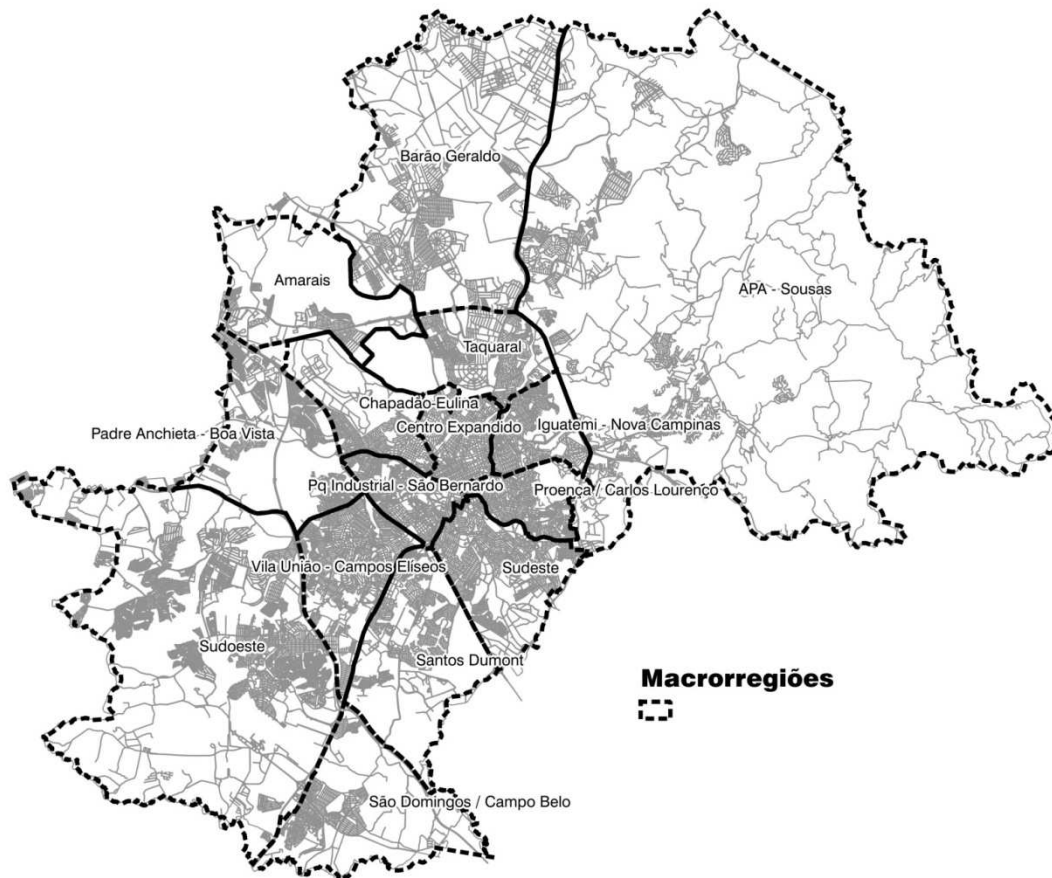 Barão Geraldo
Amarais
APA - Sousas
Taquaral
Chapadão-Eulina
Centro Expandido
Iguatemi - Nova Campinas
Padre Anchieta - Boa Vista
Pq Industrial - São Bernardo
Proença / Carlos Lourenço
Vila União - Campos Elíseos
Sudeste
Sudoeste
Santos Dumont
Macrorregiões
São Domingos / Campo Belo